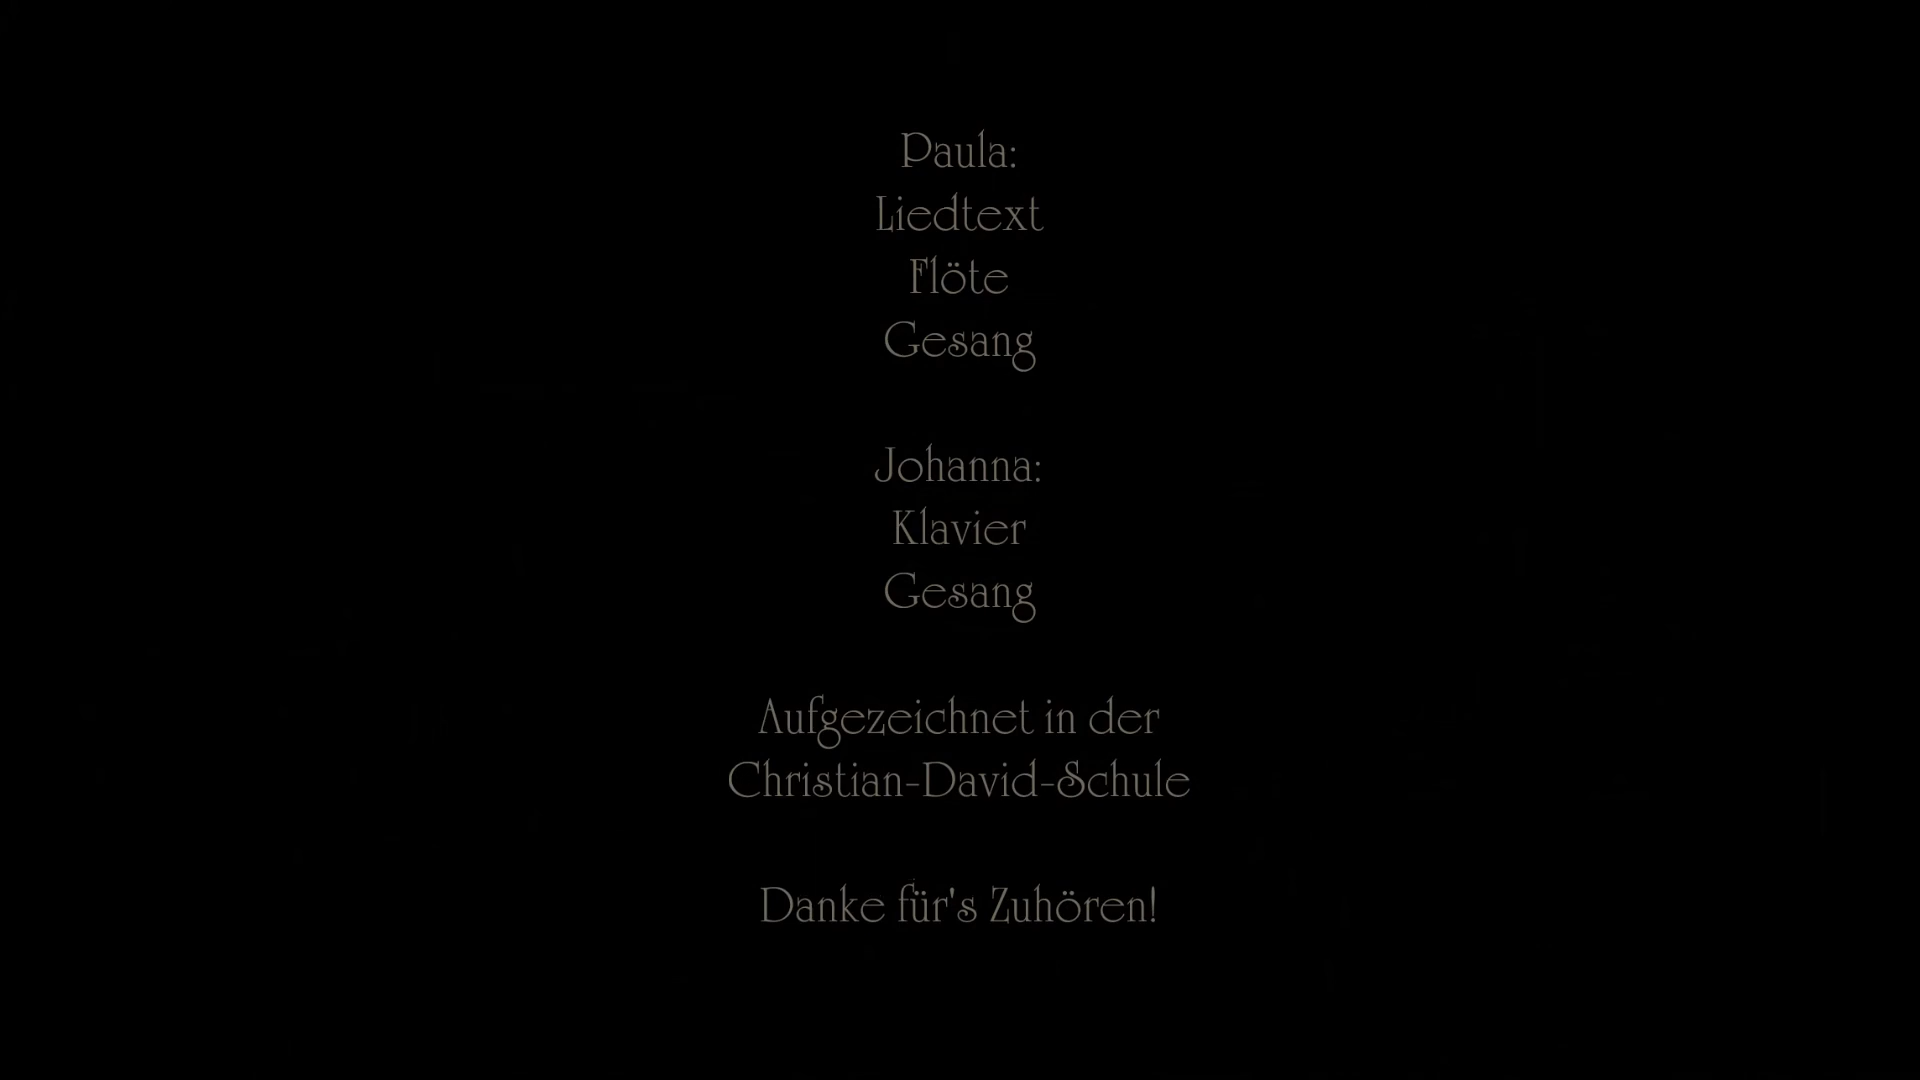 Paula:
Liedtext
Flöte
Gesang
Johanna:
Klavier
Gesang
Aufgezeichnet in der
Christian-David-Schule
Danke für's Zuhören!